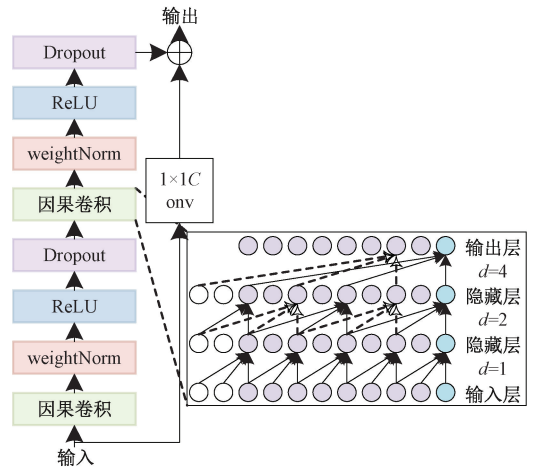 输出
Dropout
ReLU
weightNorm
因果卷积
Dropout
ReLU
weightNorm
因果卷积
输入
1×1C
conv
输出层
d=4
隐藏层
d=2
隐藏层
d=1
输入层